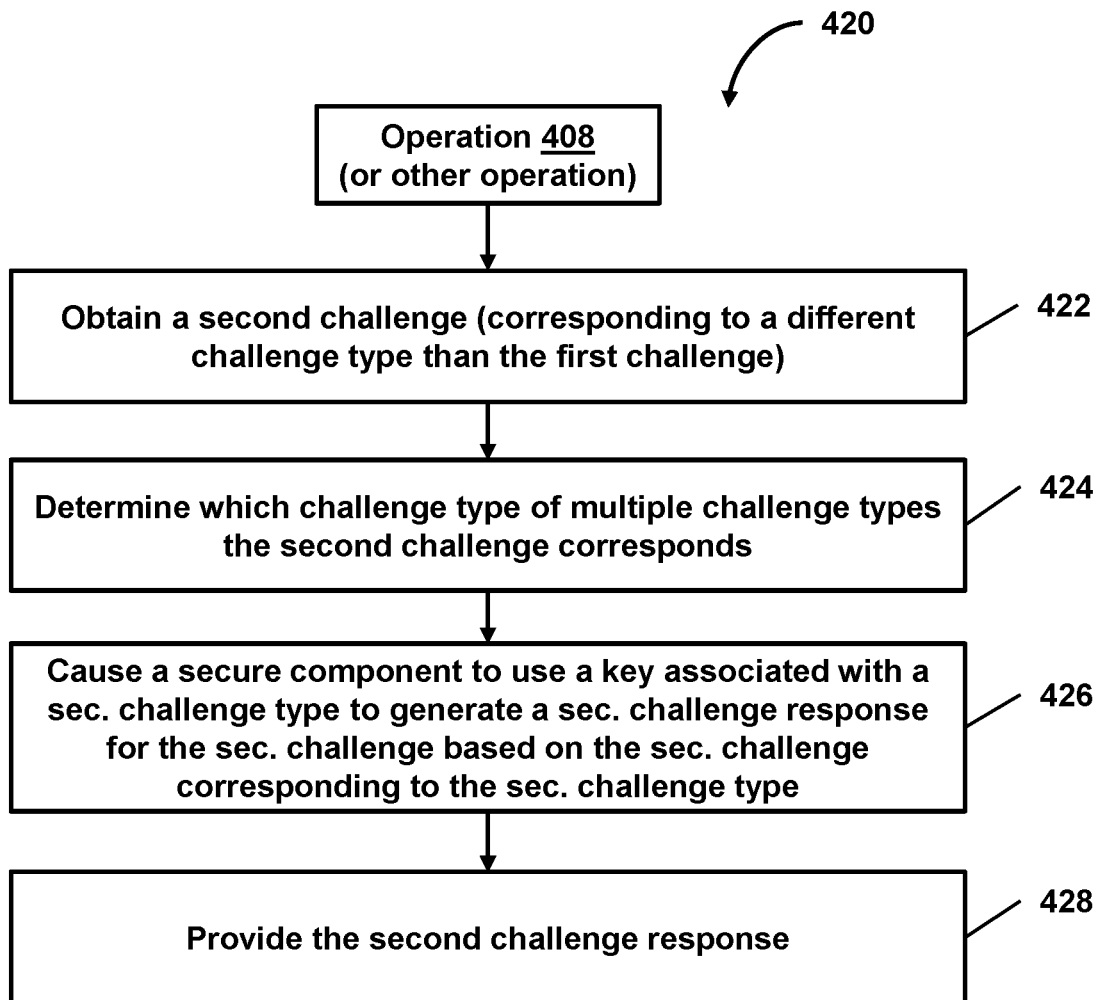 420
Operation 408
(or other operation)
Obtain a second challenge (corresponding to a different
challenge type than the first challenge)
422
Determine which challenge type of multiple challenge types
the second challenge corresponds
424
Cause a secure component to use a key associated with a
sec. challenge type to generate a sec. challenge response
for the sec. challenge based on the sec. challenge
corresponding to the sec. challenge type
426
Provide the second challenge response
428